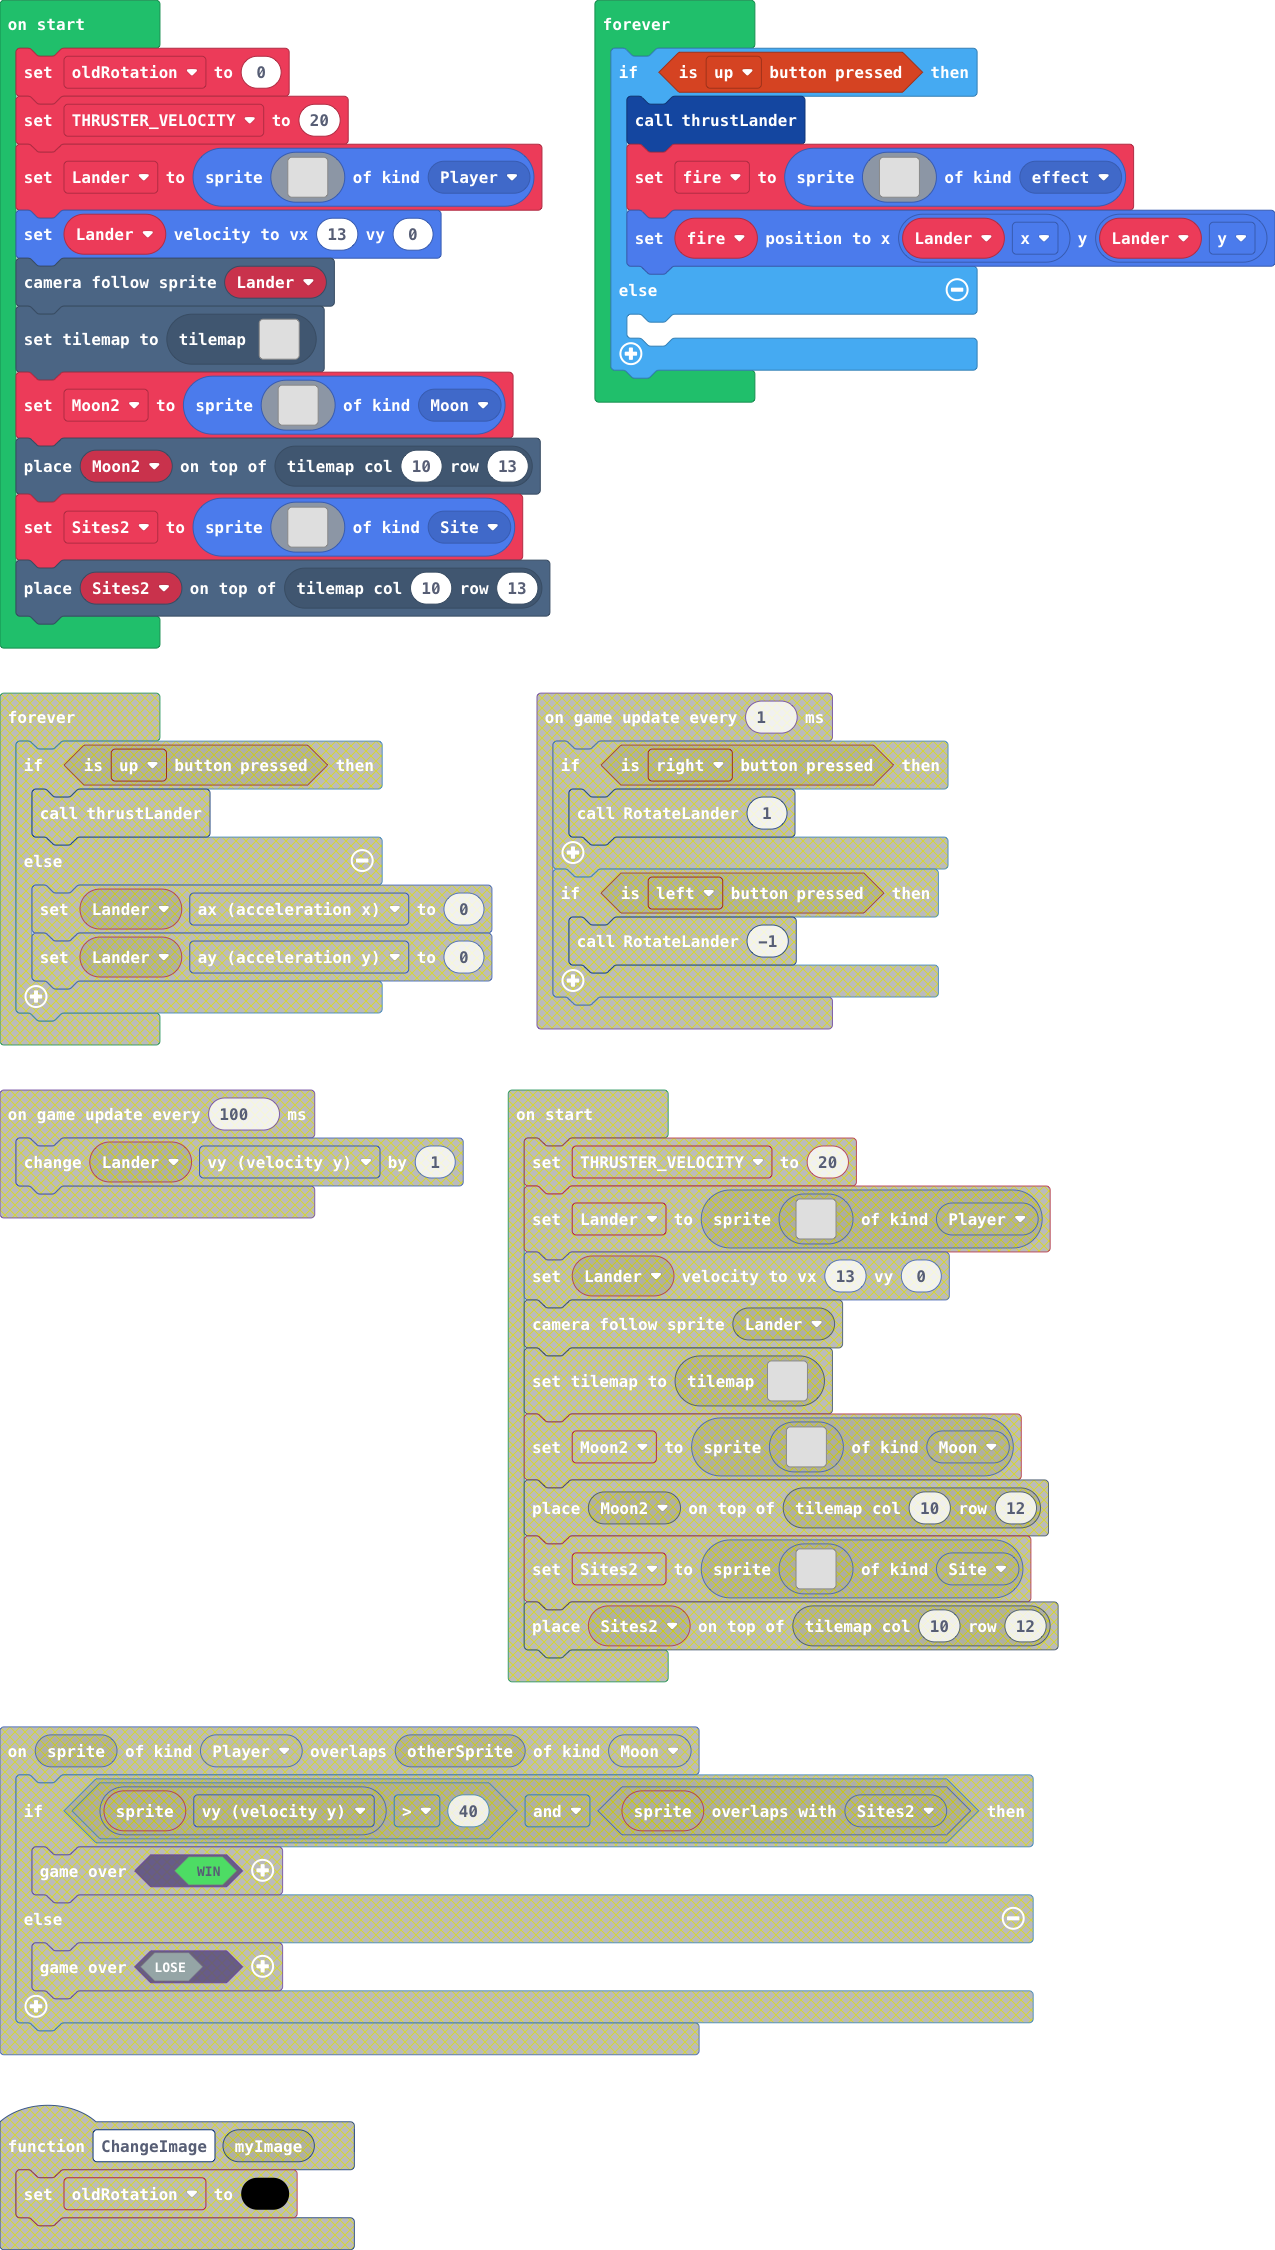 on start
set oldRotation to 0
set THRUSTER_VELOCITY to 20
set Lander to sprite of kind Player
set Lander velocity to vx 13 vy 0
camera follow sprite Lander
set tilemap to tilemap
set Moon2 to sprite of kind Moon
place Moon2 on top of tilemap col 10 row 13
set Sites2 to sprite of kind Site
place Sites2 on top of tilemap col 10 row 13
forever
if is up button pressed then
call thrustLander
set fire to sprite of kind effect
set fire position to x Lander x y Lander y
else
forever
if is up button pressed then
call thrustLander
else
set Lander ax (acceleration x) to 0
set Lander ay (acceleration y) to 0
on game update every 1 ms
if is right button pressed then
call RotateLander 1
if is left button pressed then
call RotateLander -1
on game update every 100 ms
change Lander vy (velocity y) by 1
on start
set THRUSTER_VELOCITY to 20
set Lander to sprite of kind Player
set Lander velocity to vx 13 vy 0
camera follow sprite Lander
set tilemap to tilemap
set Moon2 to sprite of kind Moon
place Moon2 on top of tilemap col 10 row 12
set Sites2 to sprite of kind Site
place Sites2 on top of tilemap col 10 row 12
on sprite of kind Player overlaps otherSprite of kind Moon
if sprite vy (velocity y) > 40 and sprite overlaps with Sites2 then
game over WIN
else
game over LOSE
function ChangeImage myImage
set oldRotation to